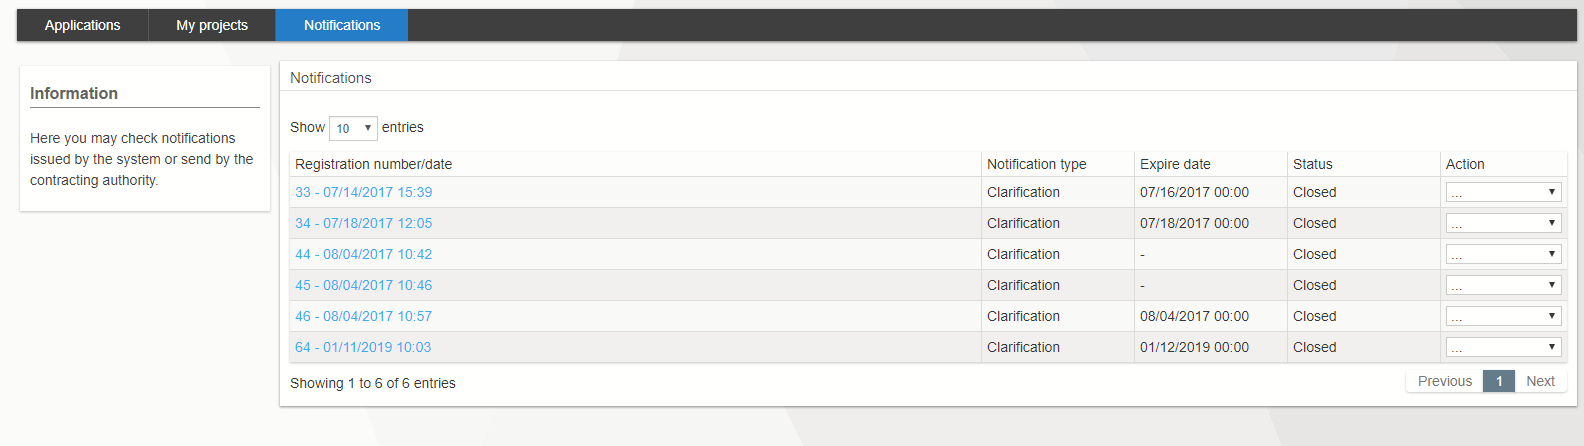 Applications My projects Notifications
Information
Here you may check notifications
issued by the system or send by the
contracting authority.
Notifications
Show 10 entries
Registration number/date Notification type Expire date Status Action
33 - 07/14/2017 15:39 Clarification 07/16/2017 00:00 Closed ...
34 - 07/18/2017 12:05 Clarification 07/18/2017 00:00 Closed ...
44 - 08/04/2017 10:42 Clarification - Closed ...
45 - 08/04/2017 10:46 Clarification - Closed ...
46 - 08/04/2017 10:57 Clarification 08/04/2017 00:00 Closed ...
64 - 01/11/2019 10:03 Clarification 01/12/2019 00:00 Closed ...
Showing 1 to 6 of 6 entries
Previous 1 Next